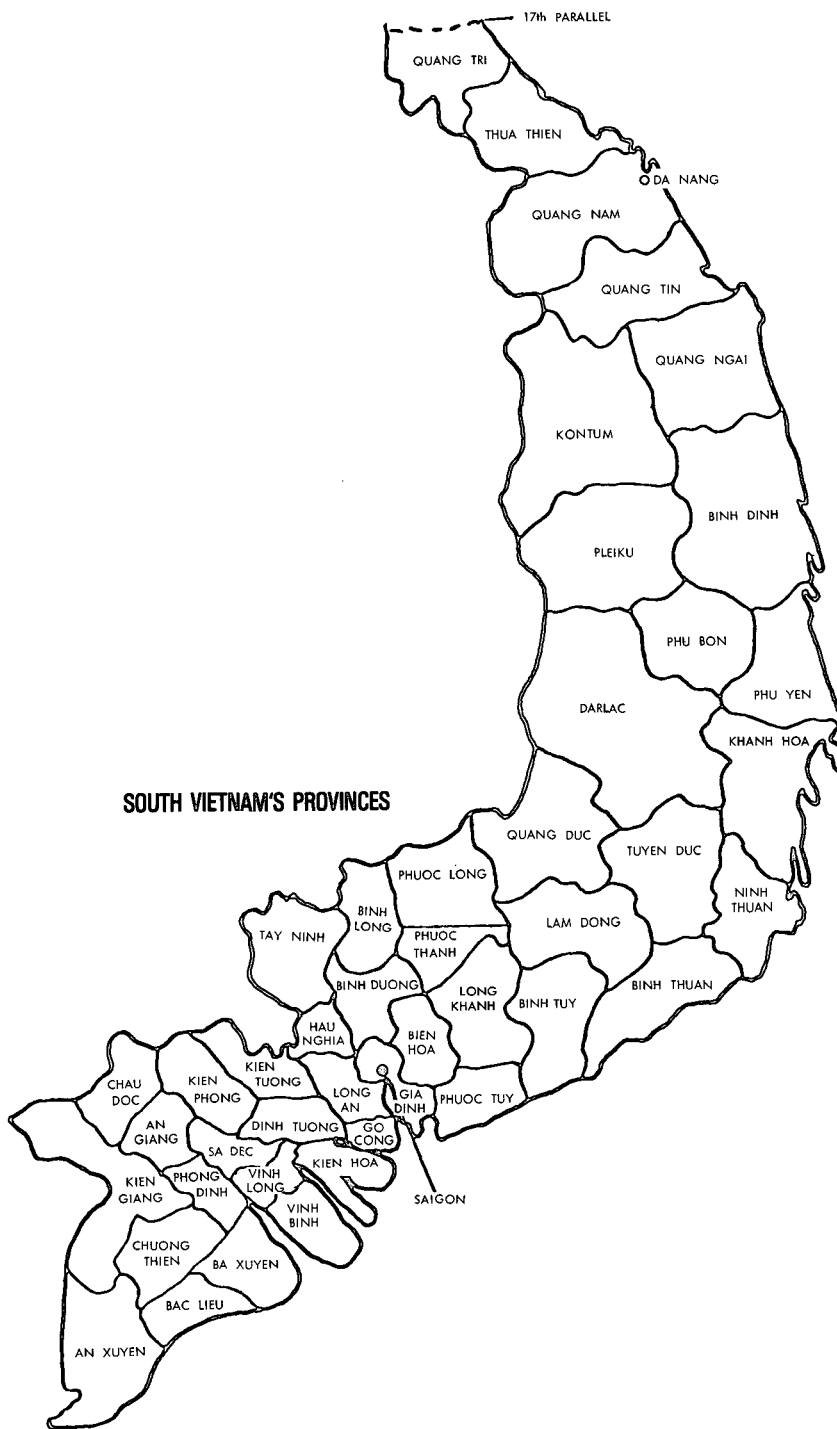 17th PARALLEL
QUANG TRI
THUA THIEN
DA NANG
QUANG NAM
QUANG TIN
QUANG NGAI
KONTUM
BINH DINH
PLEIKU
PHU BON
PHU YEN
DARLAC
KHANH HOA
SOUTH VIETNAM'S PROVINCES
QUANG DUC
TUYEN DUC
PHUOC LONG
NINH
THUAN
BINH
LONG
LAM DONG
TAY NINH
PHUOC
THANH
BINH DUONG
LONG
KHANH
BINH TUY
BINH THUAN
HAU
NGHIA
BIEN
HOA
KIEN
TUONG
CHAU
DOC
KIEN
PHONG
LONG
AN
GIA
DINH
PHUOC TUY
AN
GIANG
DINH TUONG
GO
CONG
SA DEC
KIEN HOA
KIEN
GIANG
PHONG
DINH
VINH
LONG
SAIGON
VINH
BINH
CHUONG
THIEN
BA XUYEN
BAC LIEU
AN XUYEN